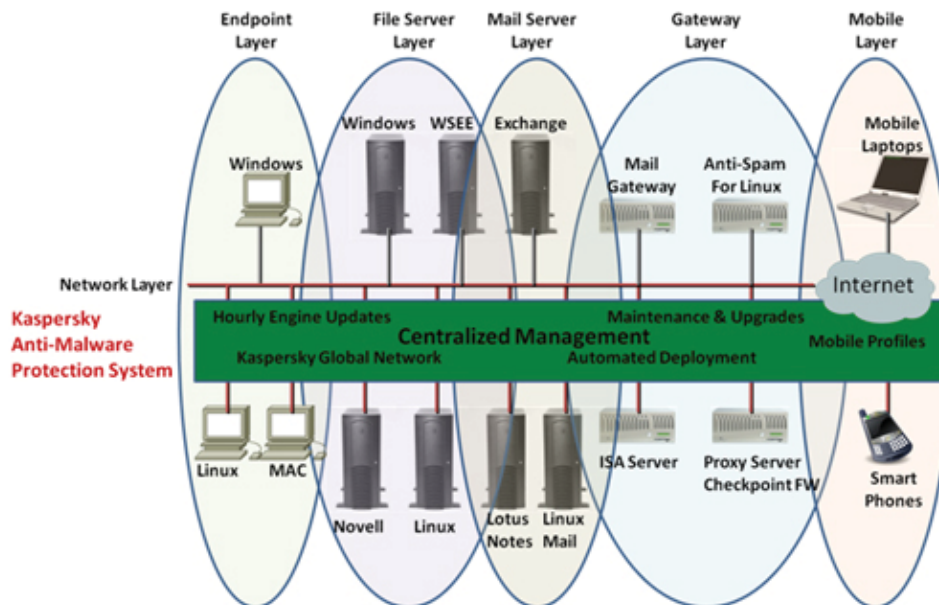 Endpoint
Layer
File Server
Layer
Mail Server
Layer
Gateway
Layer
Mobile
Layer
Windows
Windows
WSEE
Exchange
Mail
Gateway
Anti-Spam
For Linux
Mobile
Laptops
Network Layer
Internet
Kaspersky
Anti-Malware
Protection System
Hourly Engine Updates
Maintenance & Upgrades
Centralized Management
Mobile Profiles
Kaspersky Global Network
Automated Deployment
Linux
MAC
Novell
Linux
Lotus
Notes
Linux
Mail
ISA Server
Proxy Server
Checkpoint FW
Smart
Phones